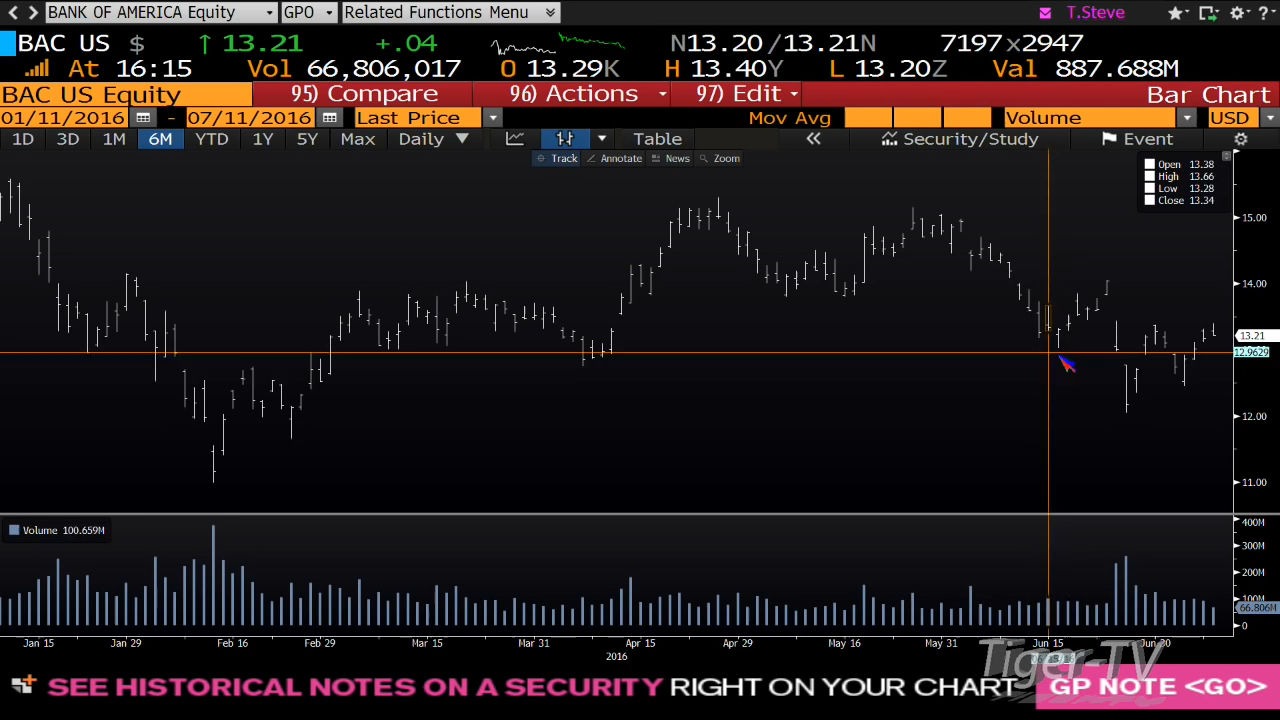 BANK OF AMERICA Equity GPO Related Functions Menu T.Steve ?
BAC US $ ↑ 13.21 +.04 N13.20/13.21N 7197x2947
At 16:15 Vol 66,806,017 O 13.29K H 13.40Y L 13.20Z Val 887.688M
BAC US Equity 95) Compare 96) Actions 97) Edit Bar Chart
01/11/2016 - 07/11/2016 Last Price Mov Avg Volume USD
1D 3D 1M 6M YTD 1Y 5Y Max Daily Table « Security/Study Event
Track Annotate News Zoom
Open 13.38
High 13.66
Low 13.28
Close 13.34
15.00
14.00
13.21
12.9629
12.00
11.00
Volume 100.659M
400M
300M
200M
100M
66.806M
0
Jan 15 Jan 29 Feb 16 Feb 29 Mar 15 Mar 31 Apr 15 Apr 29 May 16 May 31 Jun 15 Jun 30
2016
Tiger-TV
SEE HISTORICAL NOTES ON A SECURITY RIGHT ON YOUR CHART GP NOTE <GO>